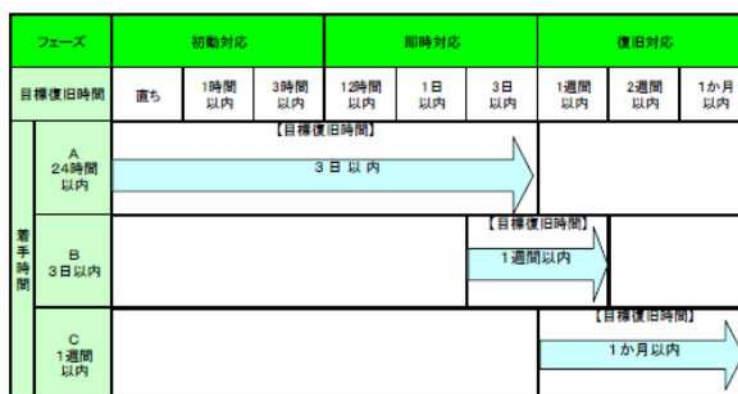 フェーズ 初動対応 即時対応 復旧対応
目標復旧時間 直ち 1時間以内 3時間以内 12時間以内 1日以内 3日以内 1週間以内 2週間以内 1か月以内
着手時間
A
24時間
以内
【目標復旧時間】
3日以内
B
3日以内
【目標復旧時間】
1週間以内
C
1週間
以内
【目標復旧時間】
1か月以内